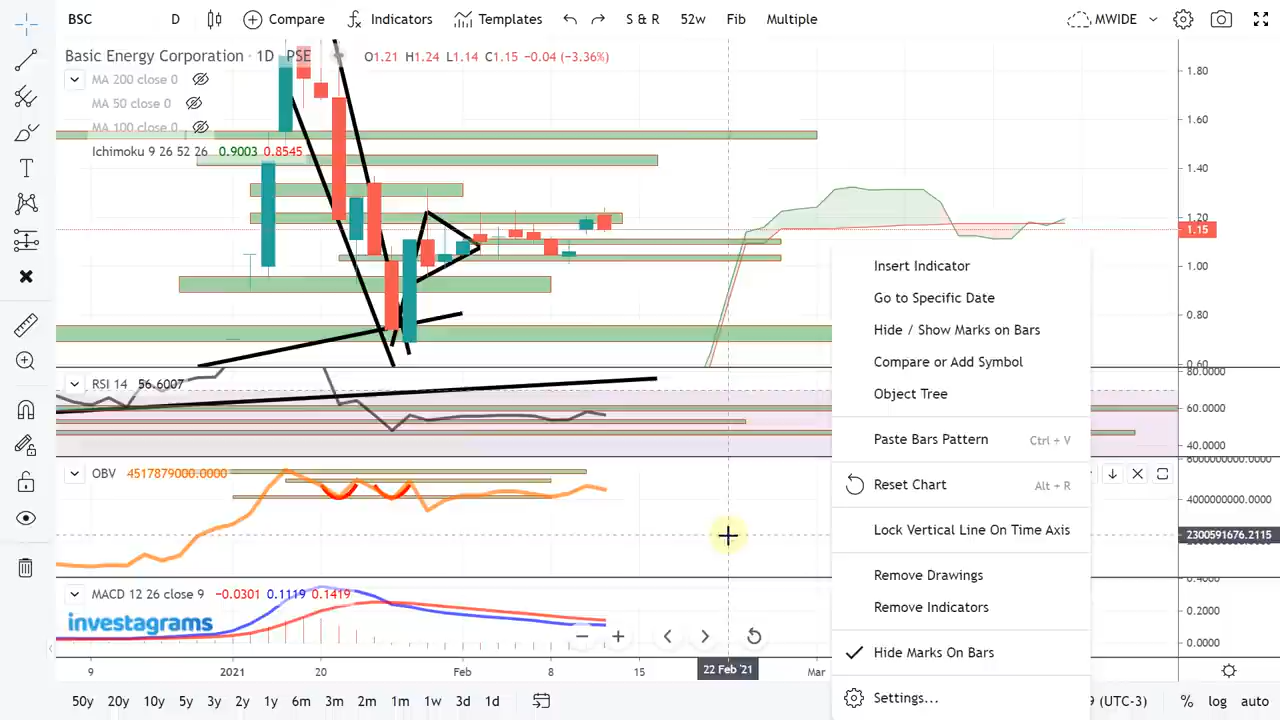 BSC D Compare Indicators Templates S & R 52w Fib Multiple MWIDE
Basic Energy Corporation · 1D · PSE O1.21 H1.24 L1.14 C1.15 −0.04 (−3.36%)
MA 200 close 0
MA 50 close 0
MA 100 close 0
Ichimoku 9 26 52 26 0.9003 0.8545
1.80
1.60
1.40
1.20
1.15
1.00
0.80
0.60
Insert Indicator
Go to Specific Date
Hide / Show Marks on Bars
Compare or Add Symbol
Object Tree
Paste Bars Pattern Ctrl + V
Reset Chart Alt + R
Lock Vertical Line On Time Axis
Remove Drawings
Remove Indicators
Hide Marks On Bars
Settings...
RSI 14 56.6007
80.0000
60.0000
40.0000
OBV 4517879000.0000
6000000000.0000
4000000000.0000
2300591676.2115
MACD 12 26 close 9 −0.0301 0.1119 0.1419
0.4000
0.2000
0.0000
investagrams
9 2021 20 Feb 8 15 22 Feb '21 Mar
50y 20y 10y 5y 3y 2y 1y 6m 3m 2m 1m 1w 3d 1d 9 (UTC-3) % log auto